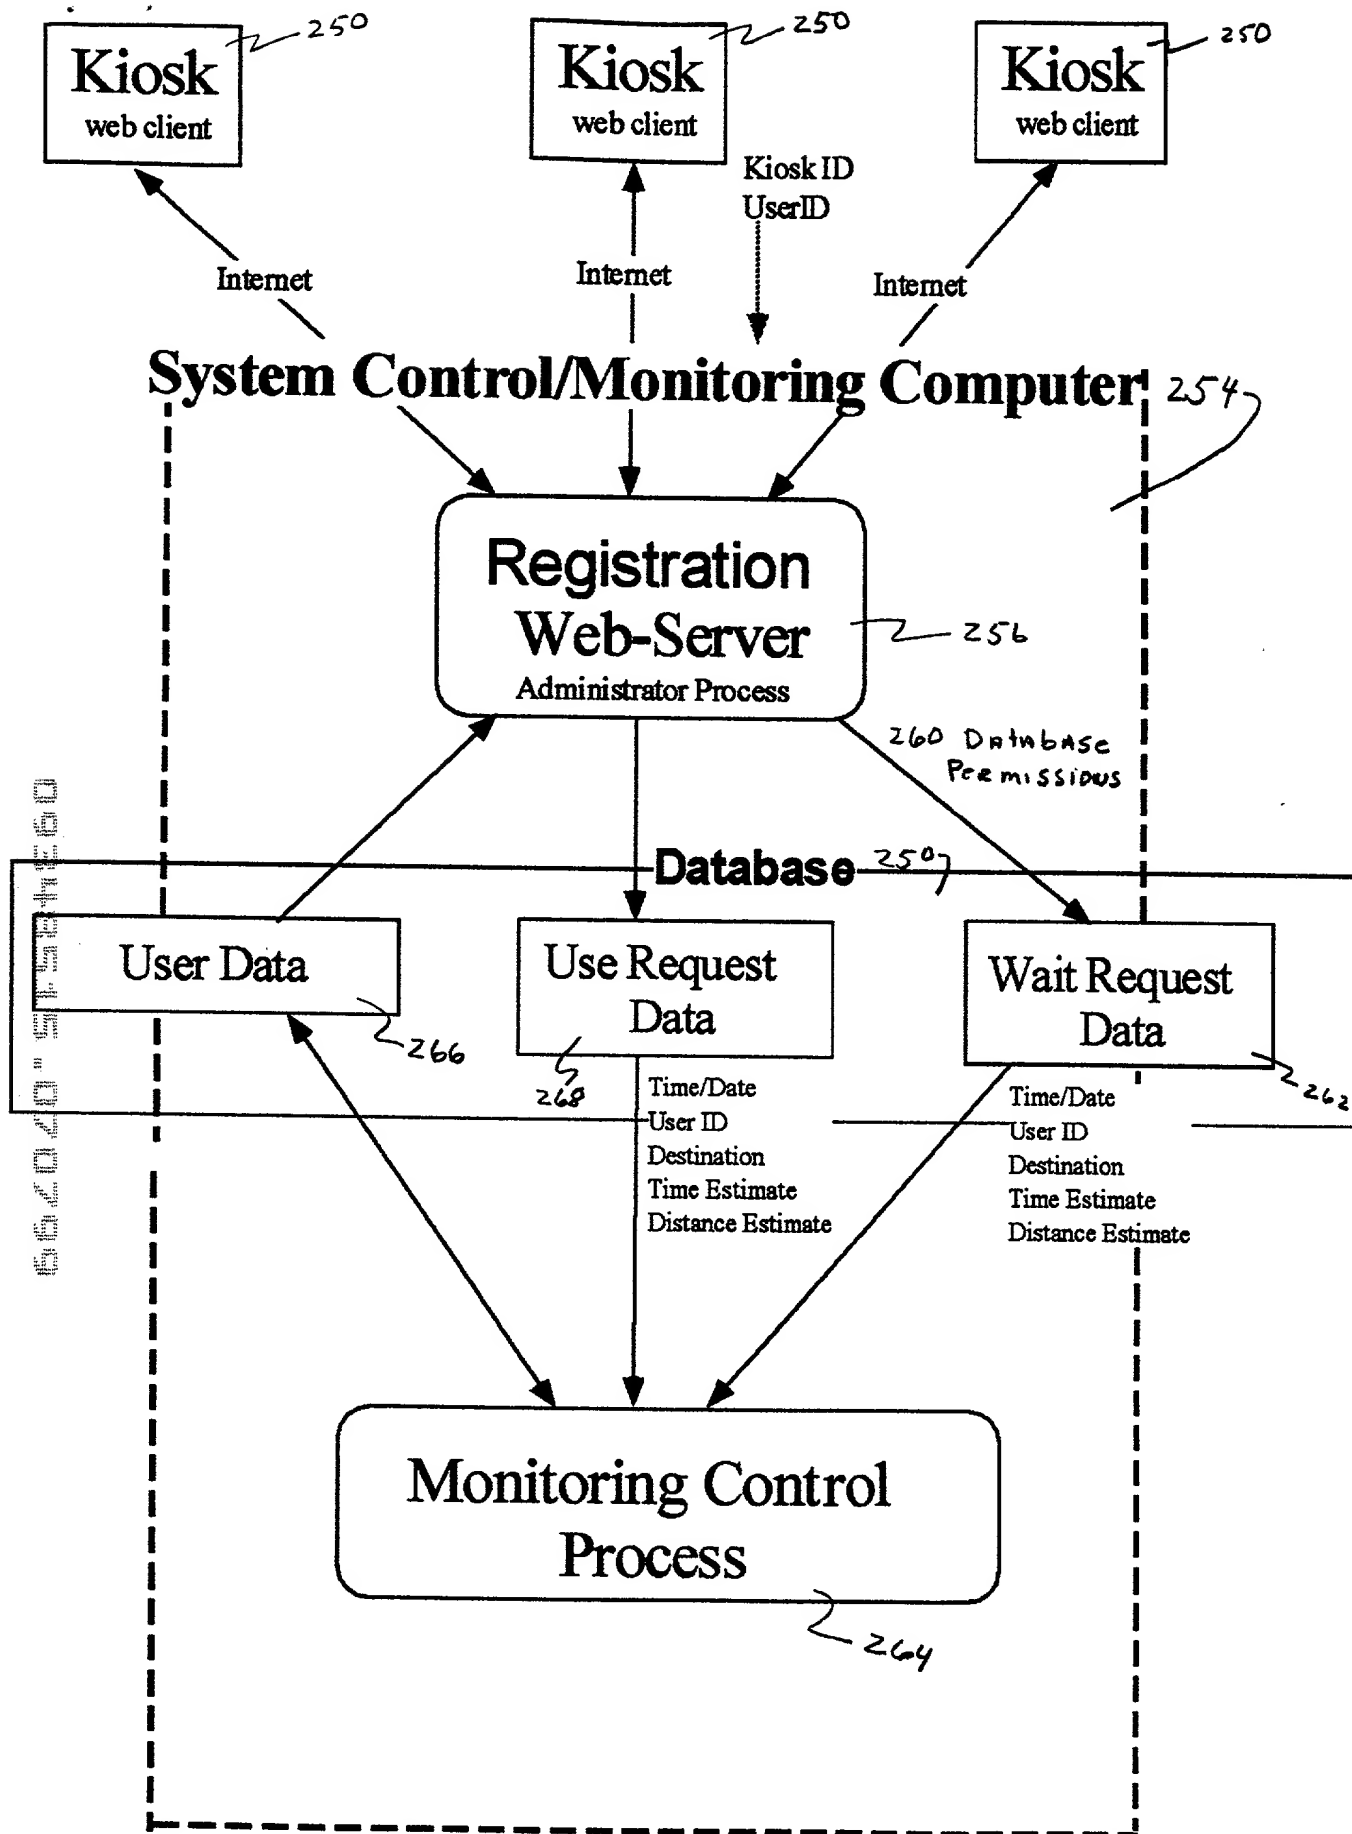 250
250
250
Kiosk
web client
Kiosk
web client
Kiosk
web client
Kiosk ID
UserID
Internet
Internet
Internet
System Control/Monitoring Computer
254
Registration
Web-Server
Administrator Process
256
260 Database
Permissions
Database
250
User Data
266
Use Request
Data
268
Wait Request
Data
262
Time/Date
User ID
Destination
Time Estimate
Distance Estimate
Time/Date
User ID
Destination
Time Estimate
Distance Estimate
Monitoring Control
Process
264